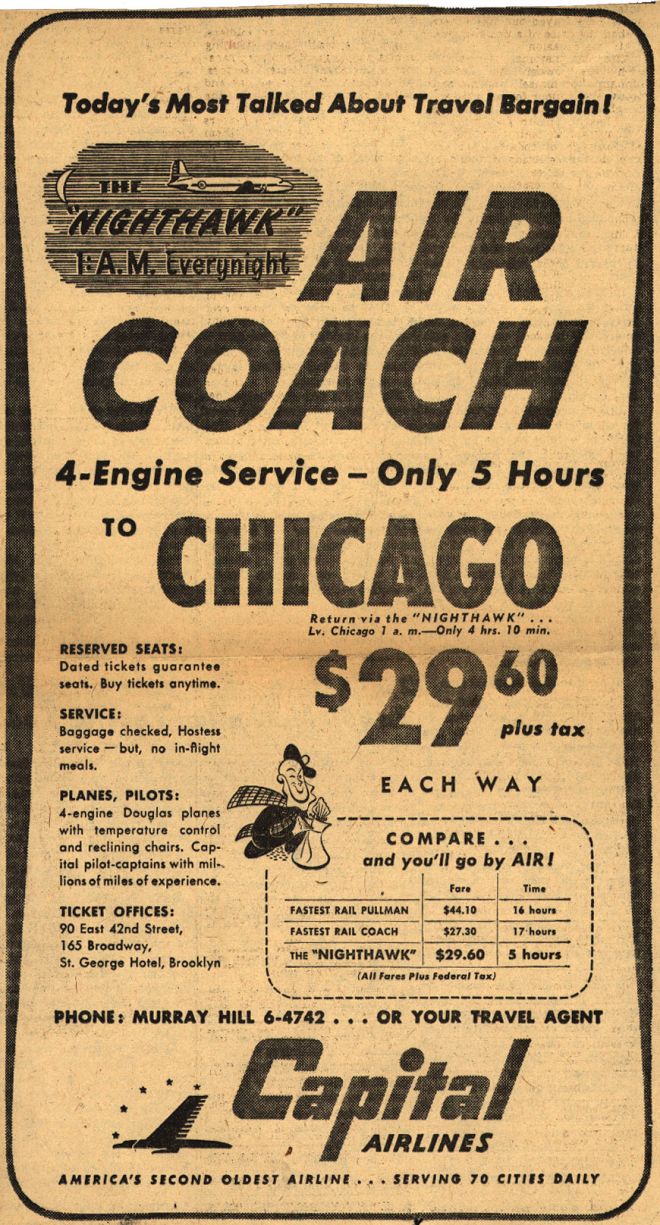 Today's Most Talked About Travel Bargain!
THE
"NIGHTHAWK"
1:A.M. Everynight
AIR
COACH
4-Engine Service – Only 5 Hours
TO CHICAGO
Return via the "NIGHTHAWK" . . .
Lv. Chicago 1 a. m.—Only 4 hrs. 10 min.
RESERVED SEATS:
Dated tickets guarantee
seats. Buy tickets anytime.
SERVICE:
Baggage checked, Hostess
service — but, no in-flight
meals.
PLANES, PILOTS:
4-engine Douglas planes
with temperature control
and reclining chairs. Cap-
ital pilot-captains with mil-
lions of miles of experience.
TICKET OFFICES:
90 East 42nd Street,
165 Broadway,
St. George Hotel, Brooklyn
$29 60
plus tax
EACH WAY
COMPARE . . .
and you'll go by AIR!
Fare Time
FASTEST RAIL PULLMAN $44.10 16 hours
FASTEST RAIL COACH $27.30 17 hours
THE "NIGHTHAWK" $29.60 5 hours
(All Fares Plus Federal Tax)
PHONE: MURRAY HILL 6-4742 . . . OR YOUR TRAVEL AGENT
Capital
AIRLINES
AMERICA'S SECOND OLDEST AIRLINE . . . SERVING 70 CITIES DAILY